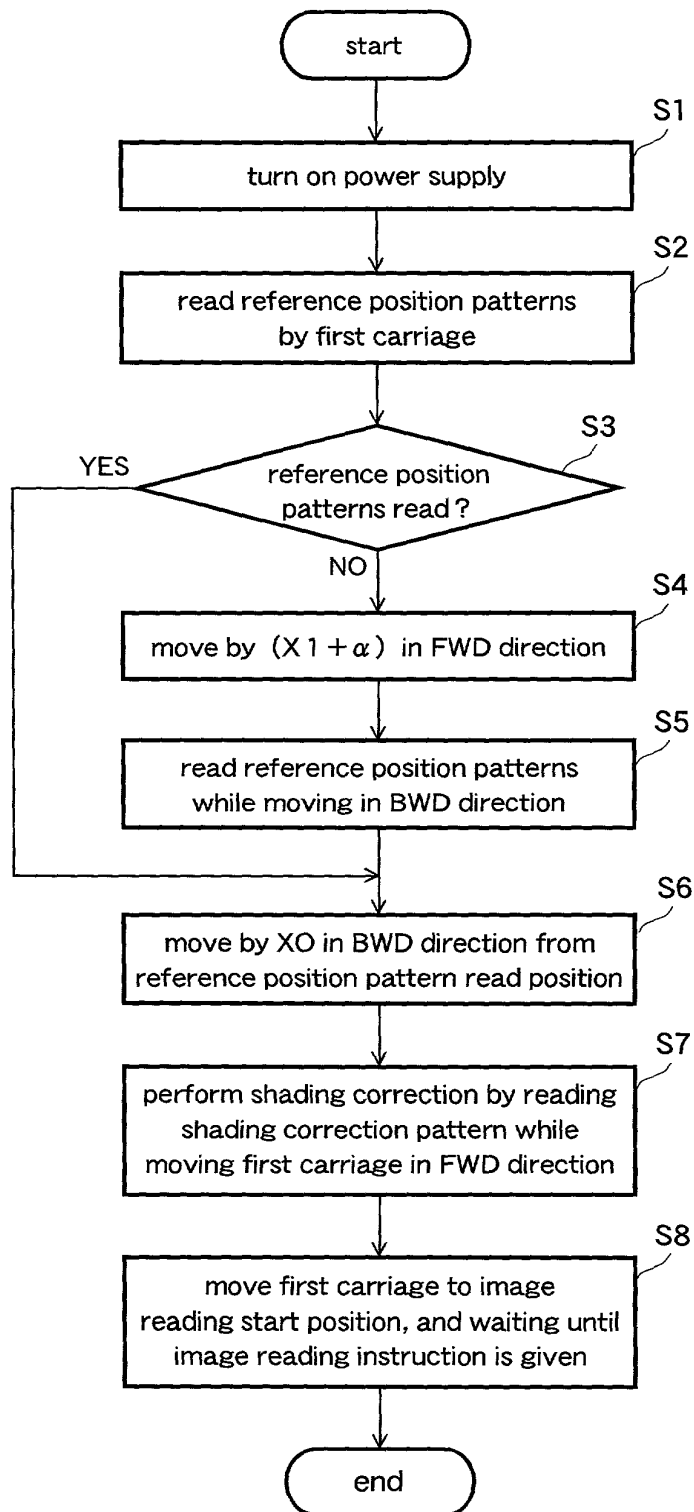 start
S1
turn on power supply
S2
read reference position patterns
by first carriage
S3
YES
reference position
patterns read ?
NO
S4
move by (X1+α) in FWD direction
S5
read reference position patterns
while moving in BWD direction
S6
move by XO in BWD direction from
reference position pattern read position
S7
perform shading correction by reading
shading correction pattern while
moving first carriage in FWD direction
S8
move first carriage to image
reading start position, and waiting until
image reading instruction is given
end